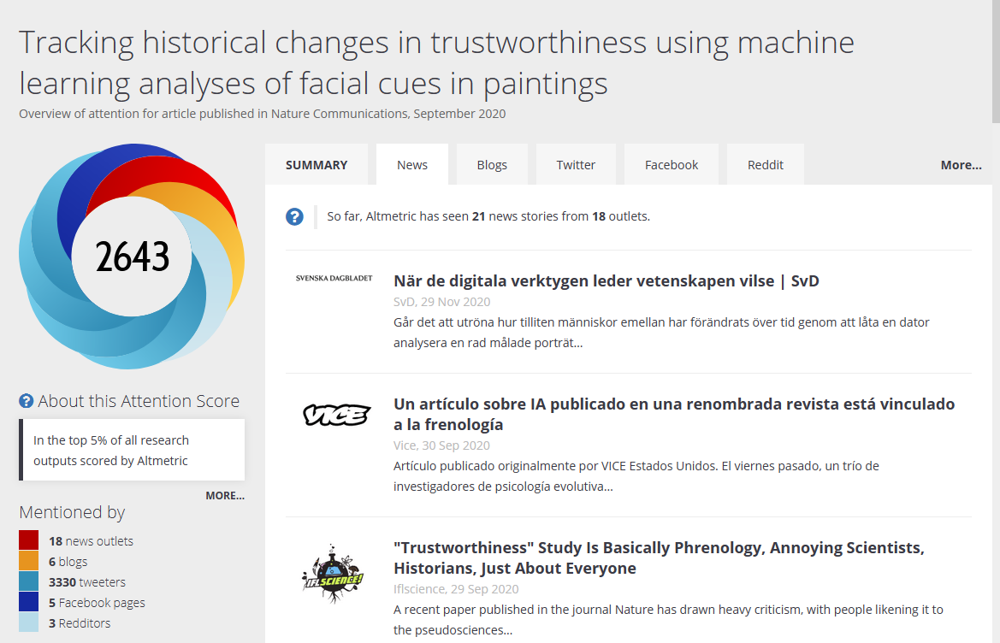 Tracking historical changes in trustworthiness using machine
learning analyses of facial cues in paintings
Overview of attention for article published in Nature Communications, September 2020
2643
? About this Attention Score
In the top 5% of all research
outputs scored by Altmetric
MORE...
Mentioned by
18 news outlets
6 blogs
3330 tweeters
5 Facebook pages
3 Redditors
SUMMARY News Blogs Twitter Facebook Reddit More...
? So far, Altmetric has seen 21 news stories from 18 outlets.
SVENSKA DAGBLADET
När de digitala verktygen leder vetenskapen vilse | SvD
SvD, 29 Nov 2020
Går det att utröna hur tilliten människor emellan har förändrats över tid genom att låta en dator
analysera en rad målade porträt...
VICE
Un artículo sobre IA publicado en una renombrada revista está vinculado
a la frenología
Vice, 30 Sep 2020
Artículo publicado originalmente por VICE Estados Unidos. El viernes pasado, un trío de
investigadores de psicología evolutiva...
IFLSCIENCE!
"Trustworthiness" Study Is Basically Phrenology, Annoying Scientists,
Historians, Just About Everyone
Iflscience, 29 Sep 2020
A recent paper published in the journal Nature has drawn heavy criticism, with people likening it to
the pseudosciences...